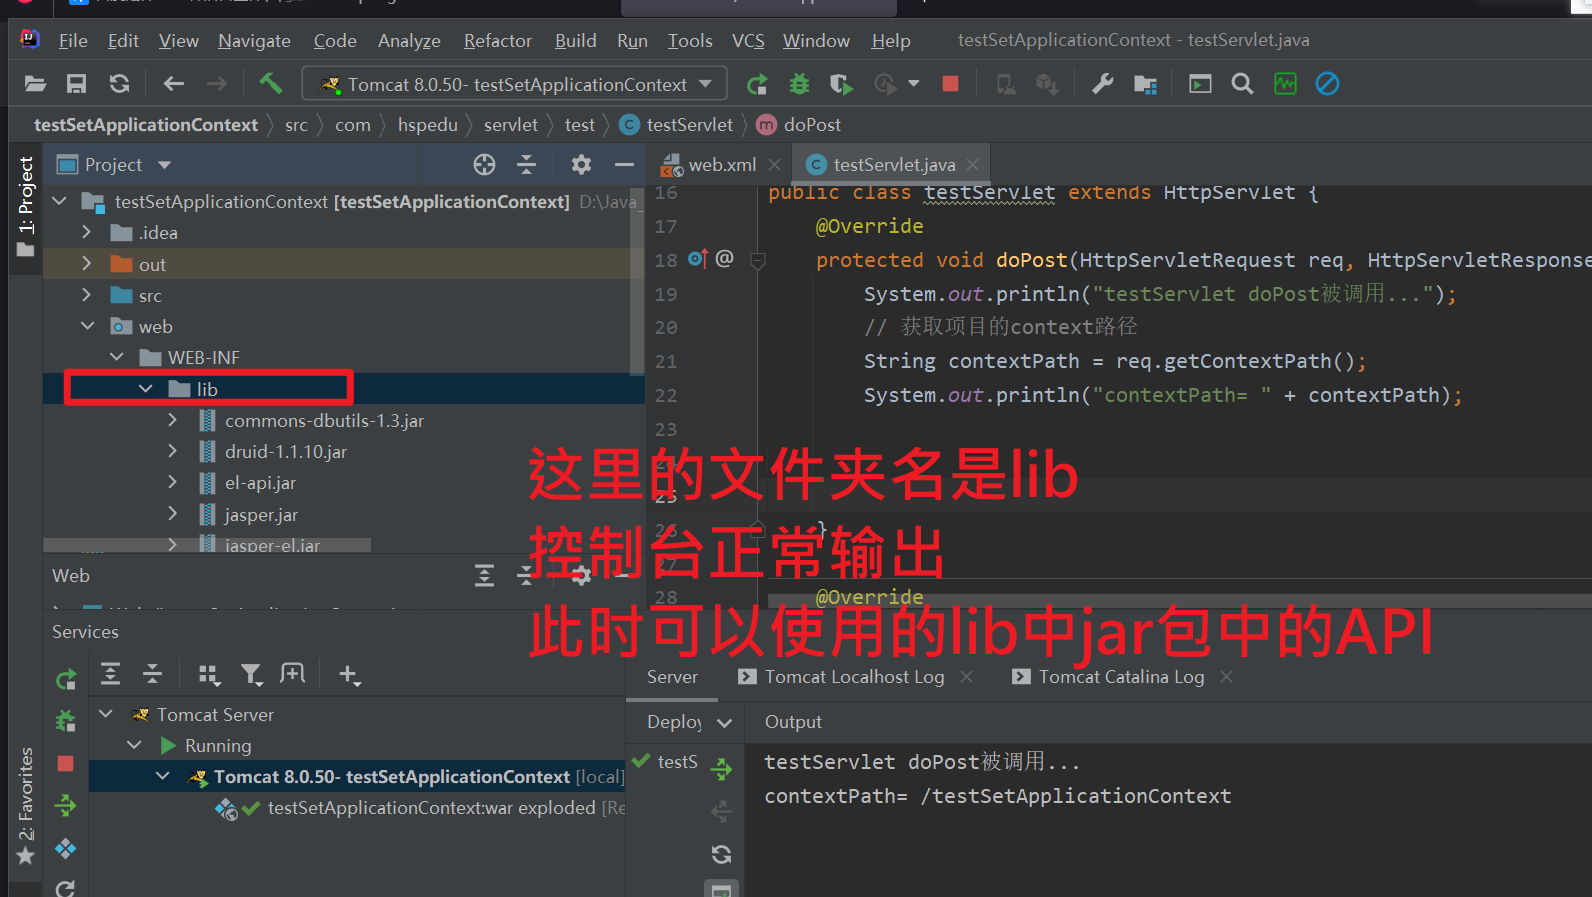 File Edit View Navigate Code Analyze Refactor Build Run Tools VCS Window Help testSetApplicationContext - testServlet.java
Tomcat 8.0.50- testSetApplicationContext
testSetApplicationContext src com hspedu servlet test testServlet doPost
1: Project
Project
testSetApplicationContext [testSetApplicationContext] D:\Java_
.idea
out
src
web
WEB-INF
lib
commons-dbutils-1.3.jar
druid-1.1.10.jar
el-api.jar
jasper.jar
jasper-el.jar
web.xml testServlet.java
16 public class testServlet extends HttpServlet {
17 @Override
18 @ protected void doPost(HttpServletRequest req, HttpServletResponse
19 System.out.println("testServlet doPost被调用...");
20 // 获取项目的context路径
21 String contextPath = req.getContextPath();
22 System.out.println("contextPath= " + contextPath);
23
25
26 }
27
28 @Override
这里的文件夹名是lib
控制台正常输出
此时可以使用的lib中jar包中的API
Web
Services
Tomcat Server
Running
Tomcat 8.0.50- testSetApplicationContext [local]
testSetApplicationContext:war exploded [Re
2: Favorites
Server Tomcat Localhost Log Tomcat Catalina Log
Deploy Output
testS
testServlet doPost被调用...
contextPath= /testSetApplicationContext